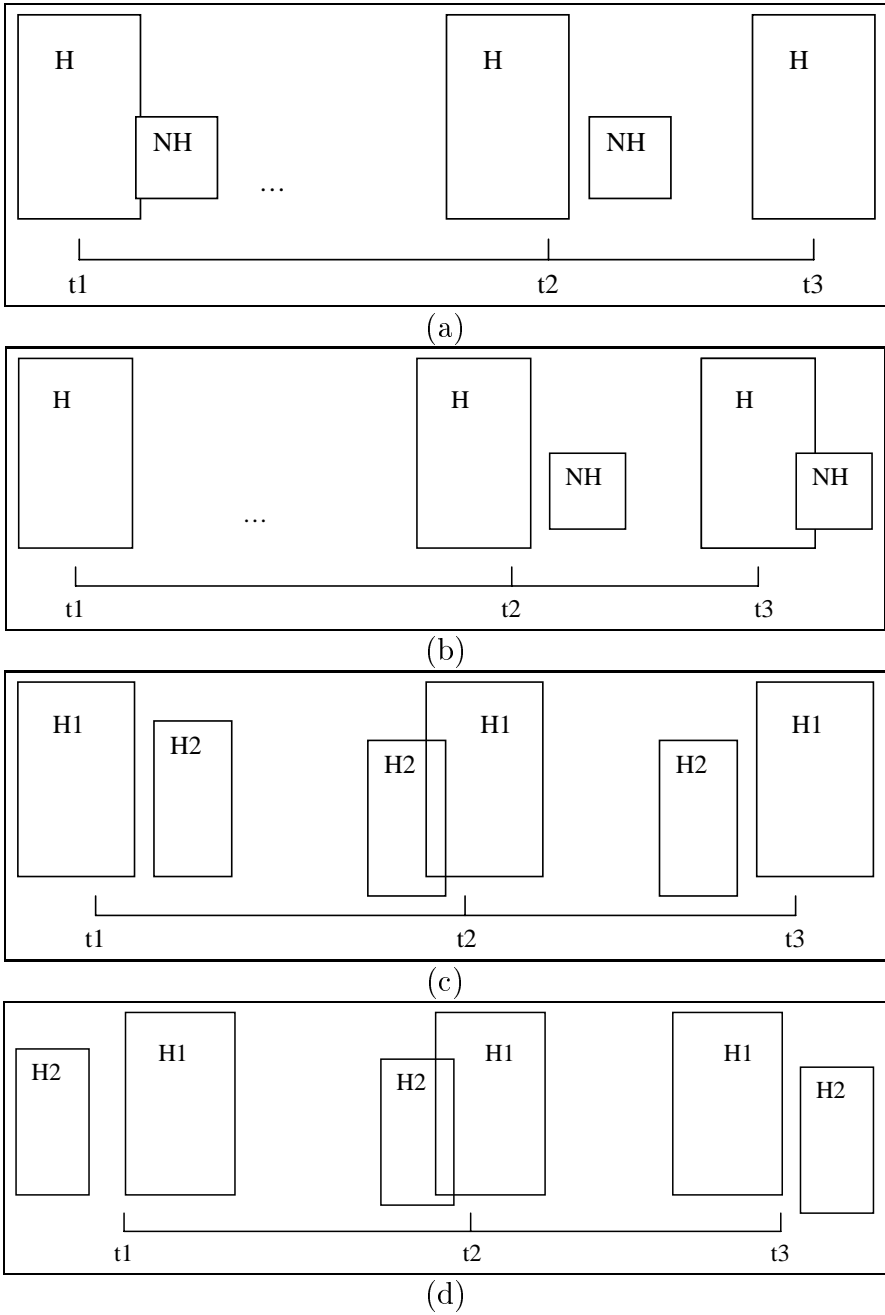 H H H
NH NH
...
t1 t2 t3
(a)
H H H
NH NH
...
t1 t2 t3
(b)
H1 H1 H1
H2 H2 H2
t1 t2 t3
(c)
H1 H1 H1
H2 H2 H2
t1 t2 t3
(d)